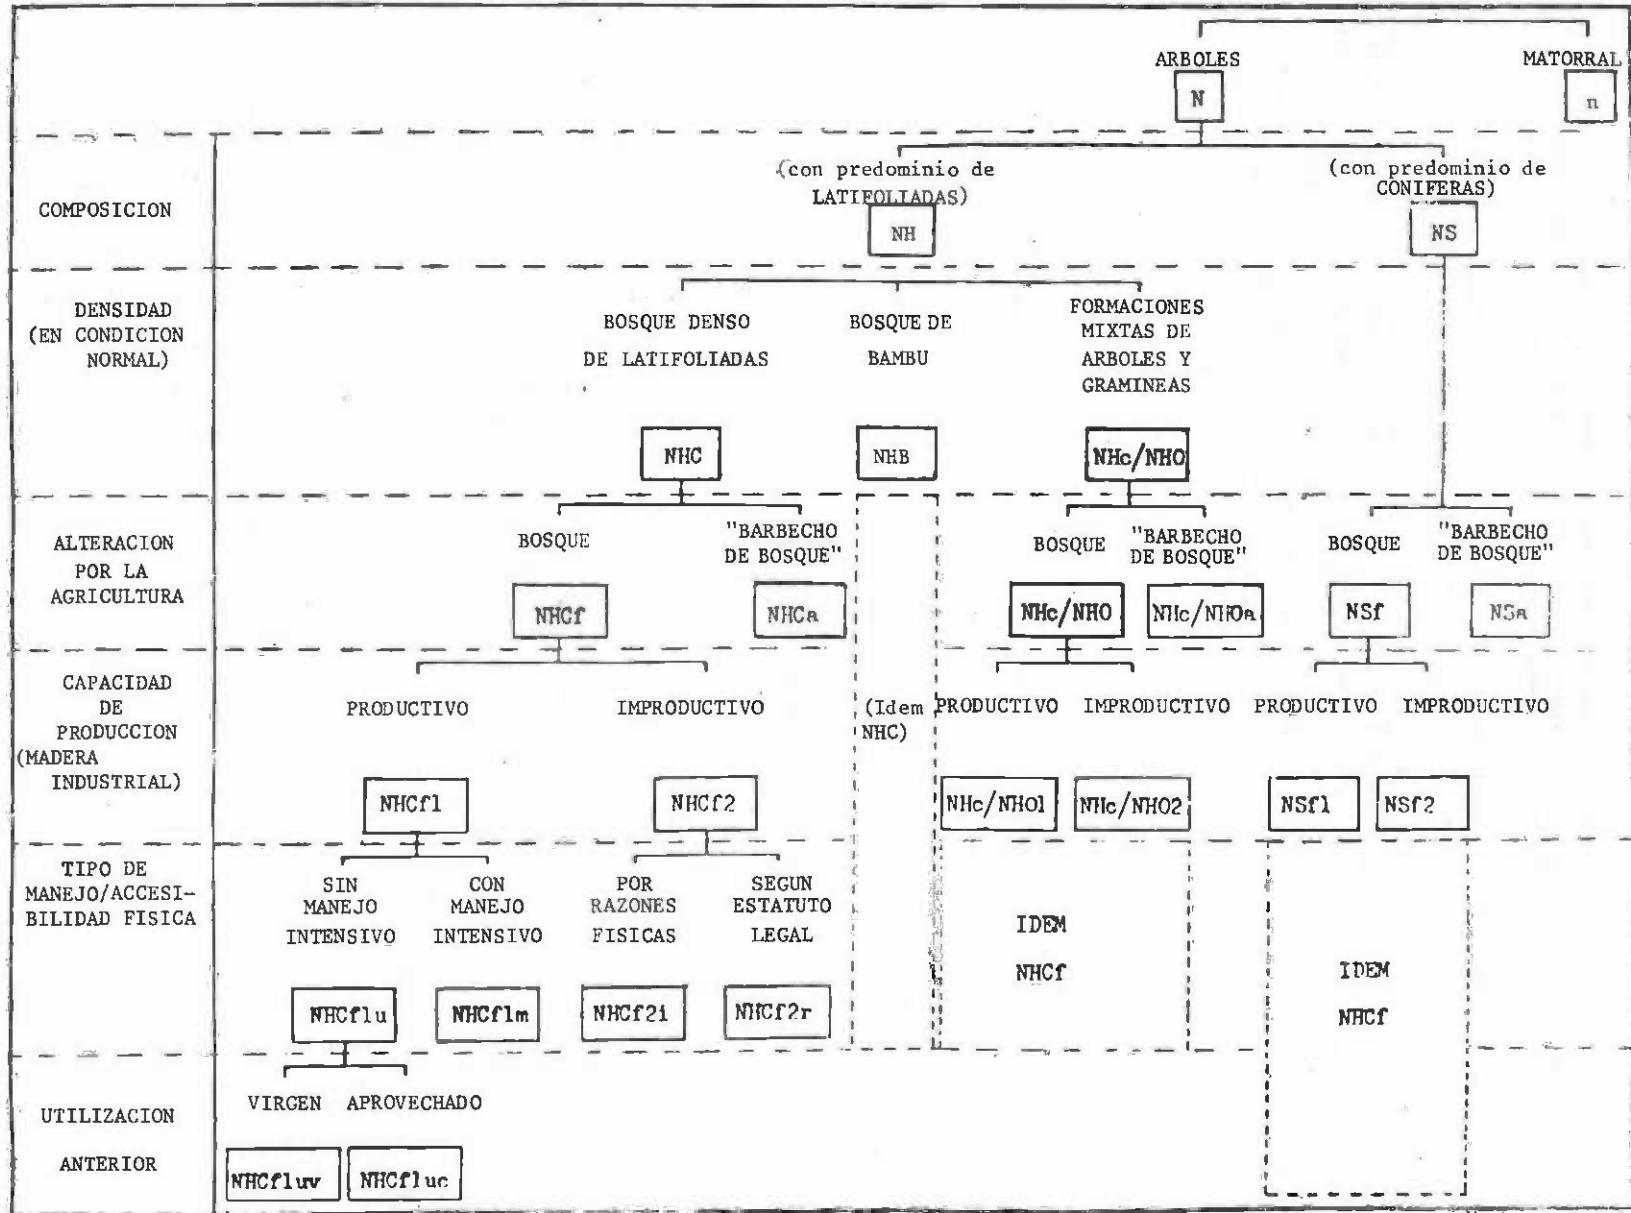 ARBOLES MATORRAL
N n
COMPOSICION
(con predominio de
LATIFOLIADAS)
(con predominio de
CONIFERAS)
NH NS
DENSIDAD
(EN CONDICION
NORMAL)
BOSQUE DENSO
DE LATIFOLIADAS
BOSQUE DE
BAMBU
FORMACIONES
MIXTAS DE
ARBOLES Y
GRAMINEAS
NHC NHB NHc/NHO
ALTERACION
POR LA
AGRICULTURA
BOSQUE
"BARBECHO
DE BOSQUE"
BOSQUE
"BARBECHO
DE BOSQUE"
BOSQUE
"BARBECHO
DE BOSQUE"
NHCf NHCa NHc/NHO NHc/NHOa NSf NSa
CAPACIDAD
DE
PRODUCCION
(MADERA
INDUSTRIAL)
PRODUCTIVO IMPRODUCTIVO
(Idem
NHC)
PRODUCTIVO IMPRODUCTIVO PRODUCTIVO IMPRODUCTIVO
NHCf1 NHCf2 NHc/NHO1 NHc/NHO2 NSf1 NSf2
TIPO DE
MANEJO/ACCESI-
BILIDAD FISICA
SIN
MANEJO
INTENSIVO
CON
MANEJO
INTENSIVO
POR
RAZONES
FISICAS
SEGUN
ESTATUTO
LEGAL
IDEM
NHCf
IDEM
NHCf
NHCf1u NHCf1m NHCf2i NHCf2r
UTILIZACION
ANTERIOR
VIRGEN APROVECHADO
NHCf1uv NHCf1uc